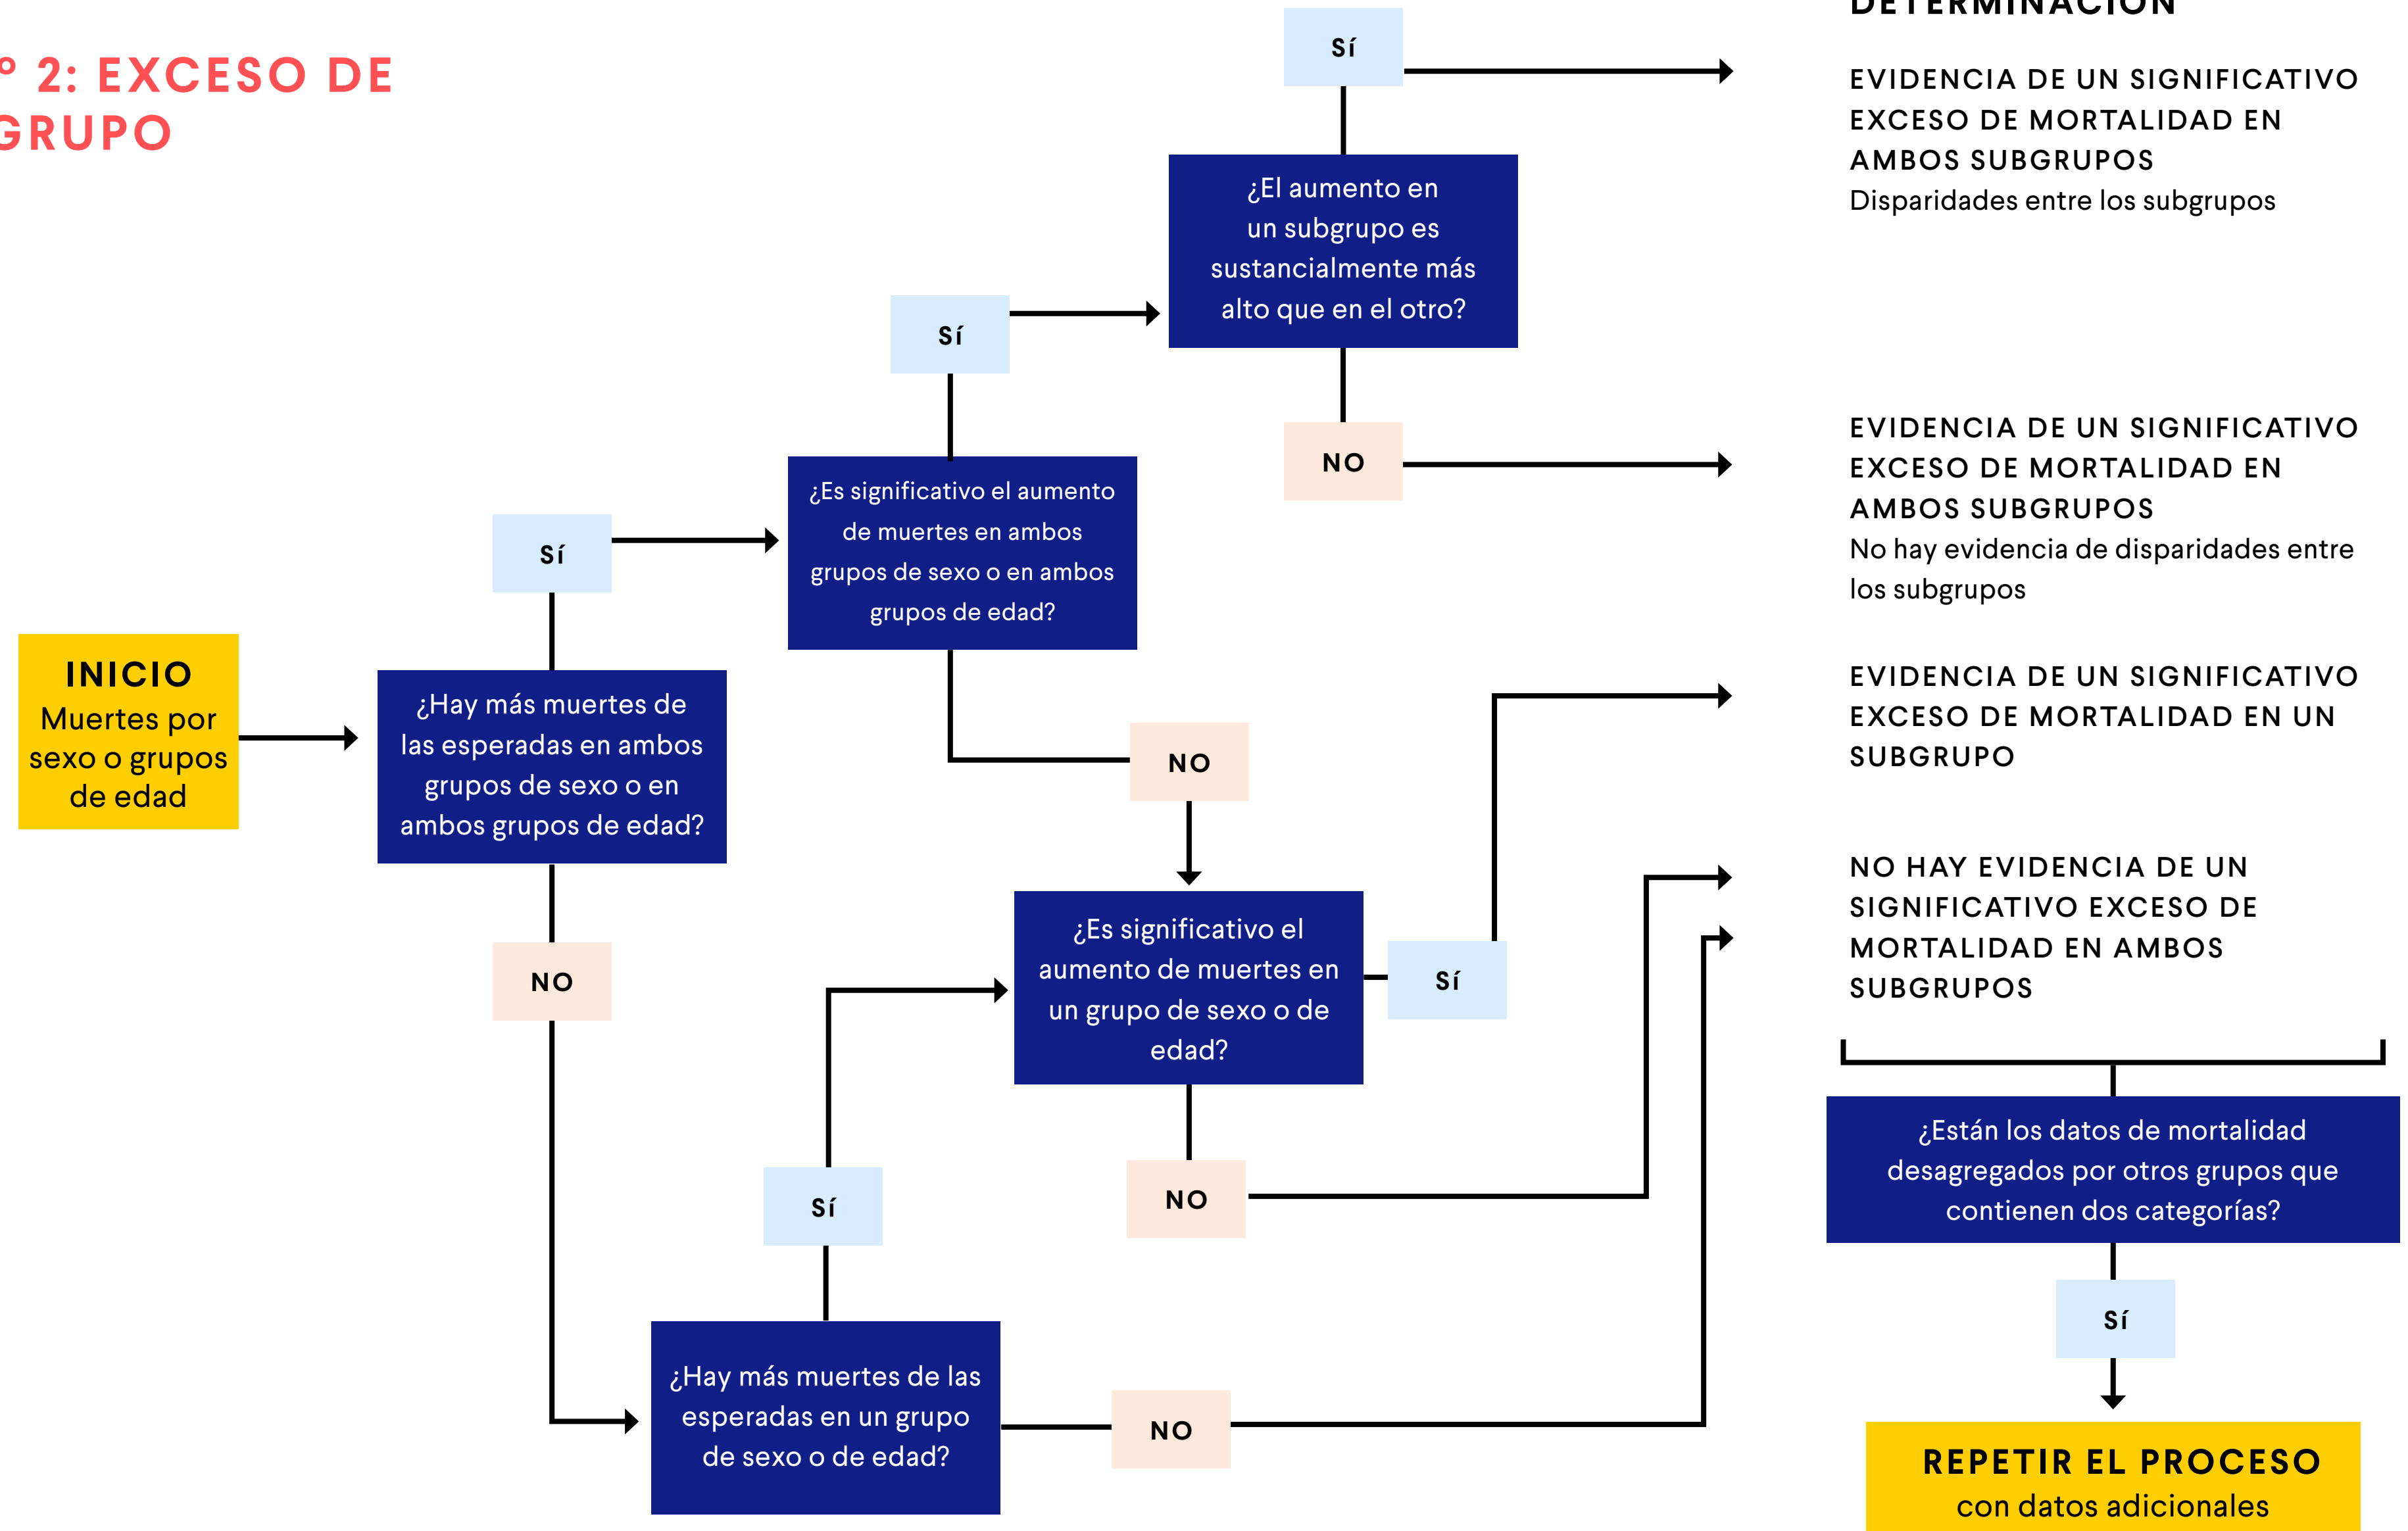 ° 2: EXCESO DE
GRUPO
DETERMINACIÓN
Sí
EVIDENCIA DE UN SIGNIFICATIVO
EXCESO DE MORTALIDAD EN
AMBOS SUBGRUPOS
Disparidades entre los subgrupos
¿El aumento en
un subgrupo es
sustancialmente más
alto que en el otro?
Sí
NO
EVIDENCIA DE UN SIGNIFICATIVO
EXCESO DE MORTALIDAD EN
AMBOS SUBGRUPOS
No hay evidencia de disparidades entre
los subgrupos
¿Es significativo el aumento
de muertes en ambos
grupos de sexo o en ambos
grupos de edad?
Sí
INICIO
Muertes por
sexo o grupos
de edad
¿Hay más muertes de
las esperadas en ambos
grupos de sexo o en
ambos grupos de edad?
NO
EVIDENCIA DE UN SIGNIFICATIVO
EXCESO DE MORTALIDAD EN UN
SUBGRUPO
NO
¿Es significativo el
aumento de muertes en
un grupo de sexo o de
edad?
Sí
NO HAY EVIDENCIA DE UN
SIGNIFICATIVO EXCESO DE
MORTALIDAD EN AMBOS
SUBGRUPOS
Sí
NO
¿Están los datos de mortalidad
desagregados por otros grupos que
contienen dos categorías?
Sí
¿Hay más muertes de las
esperadas en un grupo
de sexo o de edad?
NO
REPETIR EL PROCESO
con datos adicionales